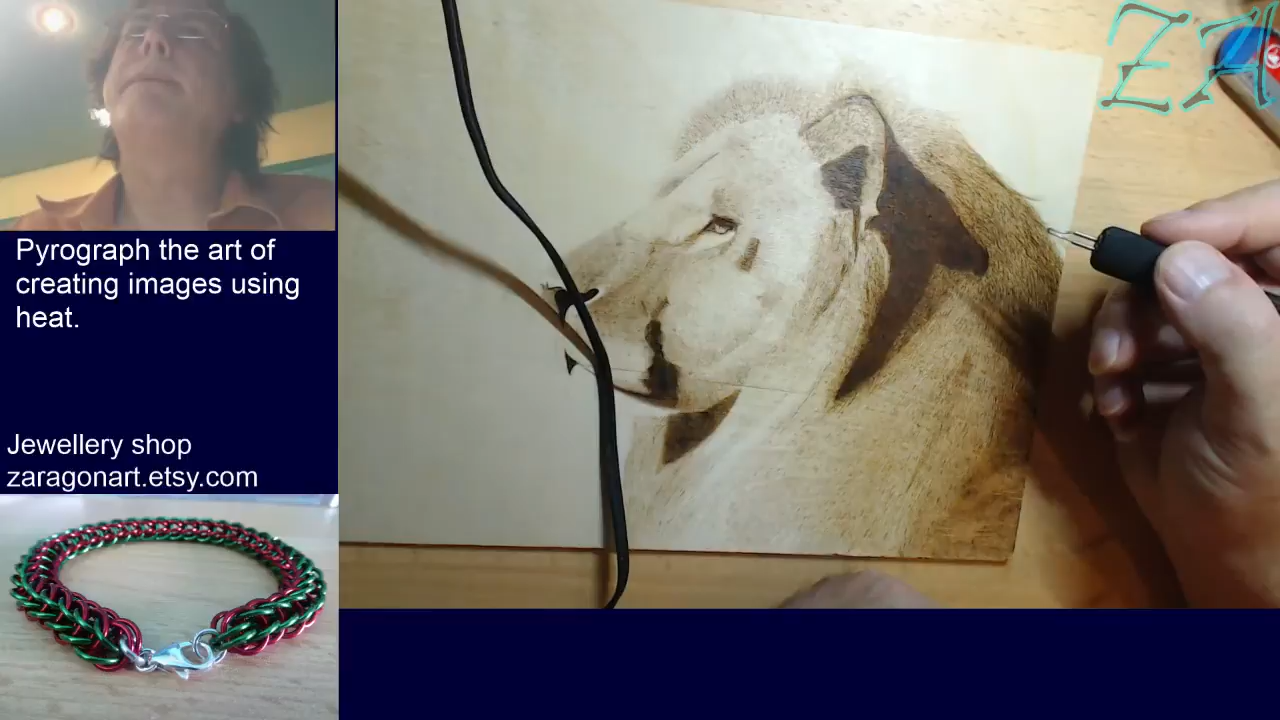 Pyrograph the art of
creating images using
heat.
Jewellery shop
zaragonart.etsy.com
ZA